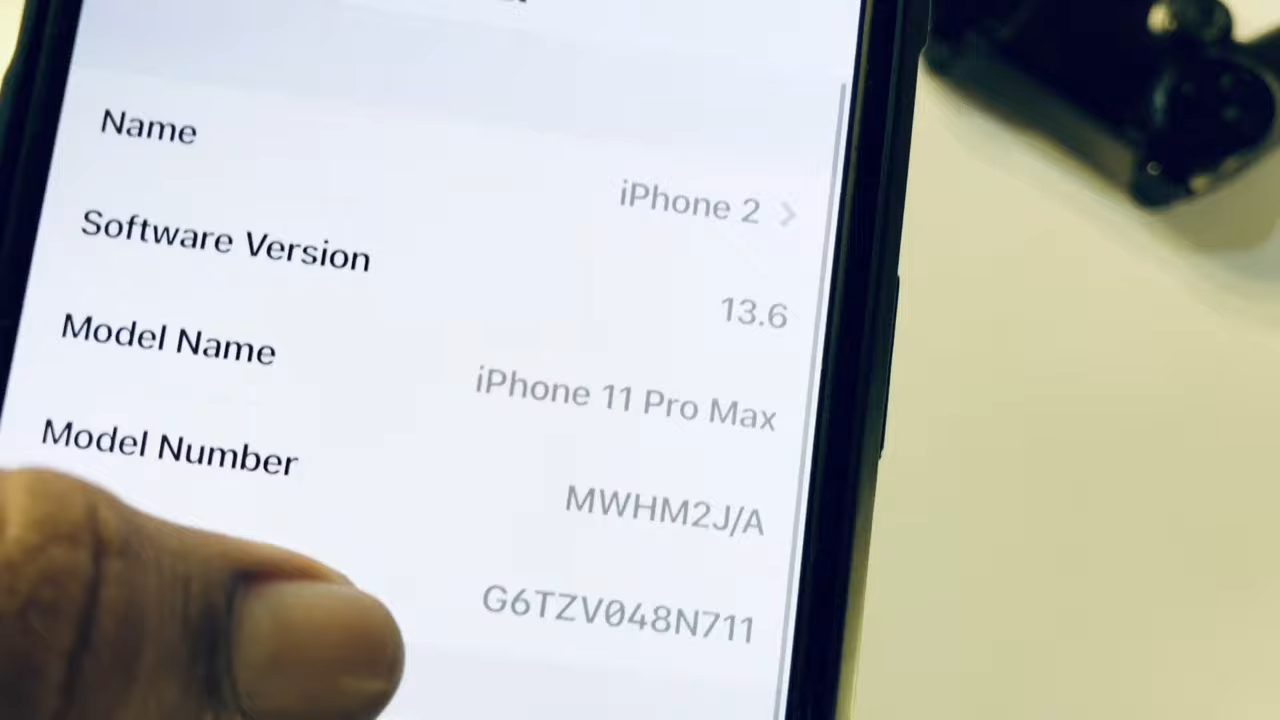 Name
iPhone 2
Software Version
13.6
Model Name
iPhone 11 Pro Max
Model Number
MWHM2J/A
G6TZV048N711